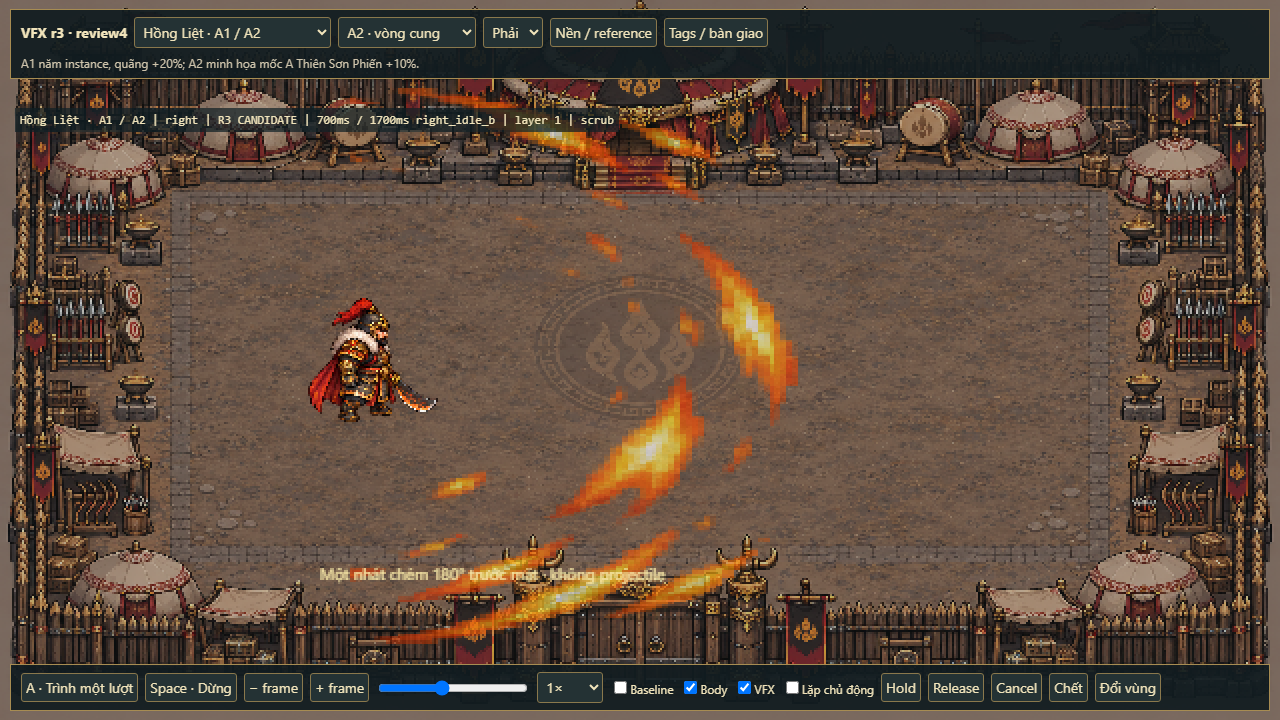 VFX r3 · review4 Hồng Liệt · A1 / A2 A2 · vòng cung Phải Nền / reference Tags / bàn giao
A1 năm instance, quãng +20%; A2 minh họa mốc A Thiên Sơn Phiến +10%.
Hồng Liệt · A1 / A2 | right | R3 CANDIDATE | 700ms / 1700ms right_idle_b | layer 1 | scrub
Một nhát chém 180° trước mặt · không projectile
A · Trình một lượt Space · Dừng − frame + frame 1× Baseline Body VFX Lặp chủ động Hold Release Cancel Chết Đổi vùng